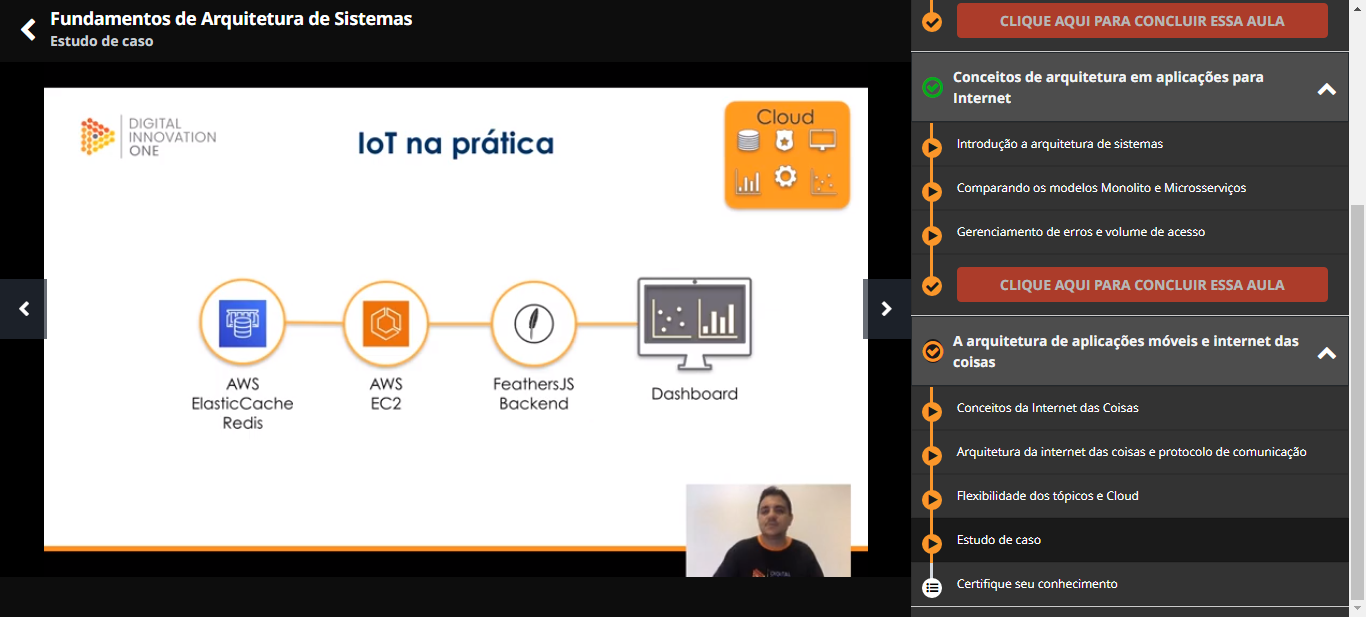 Fundamentos de Arquitetura de Sistemas
Estudo de caso
DIGITAL
INNOVATION
ONE
IoT na prática
Cloud
AWS
ElasticCache
Redis
AWS
EC2
FeathersJS
Backend
Dashboard
DIGITAL
CLIQUE AQUI PARA CONCLUIR ESSA AULA
Conceitos de arquitetura em aplicações para
Internet
Introdução a arquitetura de sistemas
Comparando os modelos Monolito e Microsserviços
Gerenciamento de erros e volume de acesso
CLIQUE AQUI PARA CONCLUIR ESSA AULA
A arquitetura de aplicações móveis e internet das
coisas
Conceitos da Internet das Coisas
Arquitetura da internet das coisas e protocolo de comunicação
Flexibilidade dos tópicos e Cloud
Estudo de caso
Certifique seu conhecimento